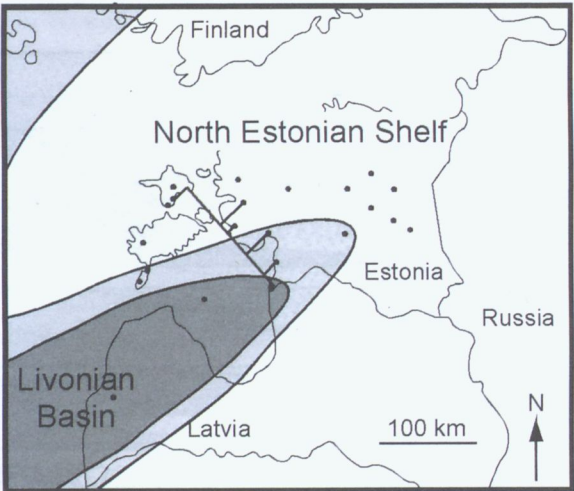 Finland
North Estonian Shelf
Estonia
Russia
Livonian
Basin
Latvia
100 km
N